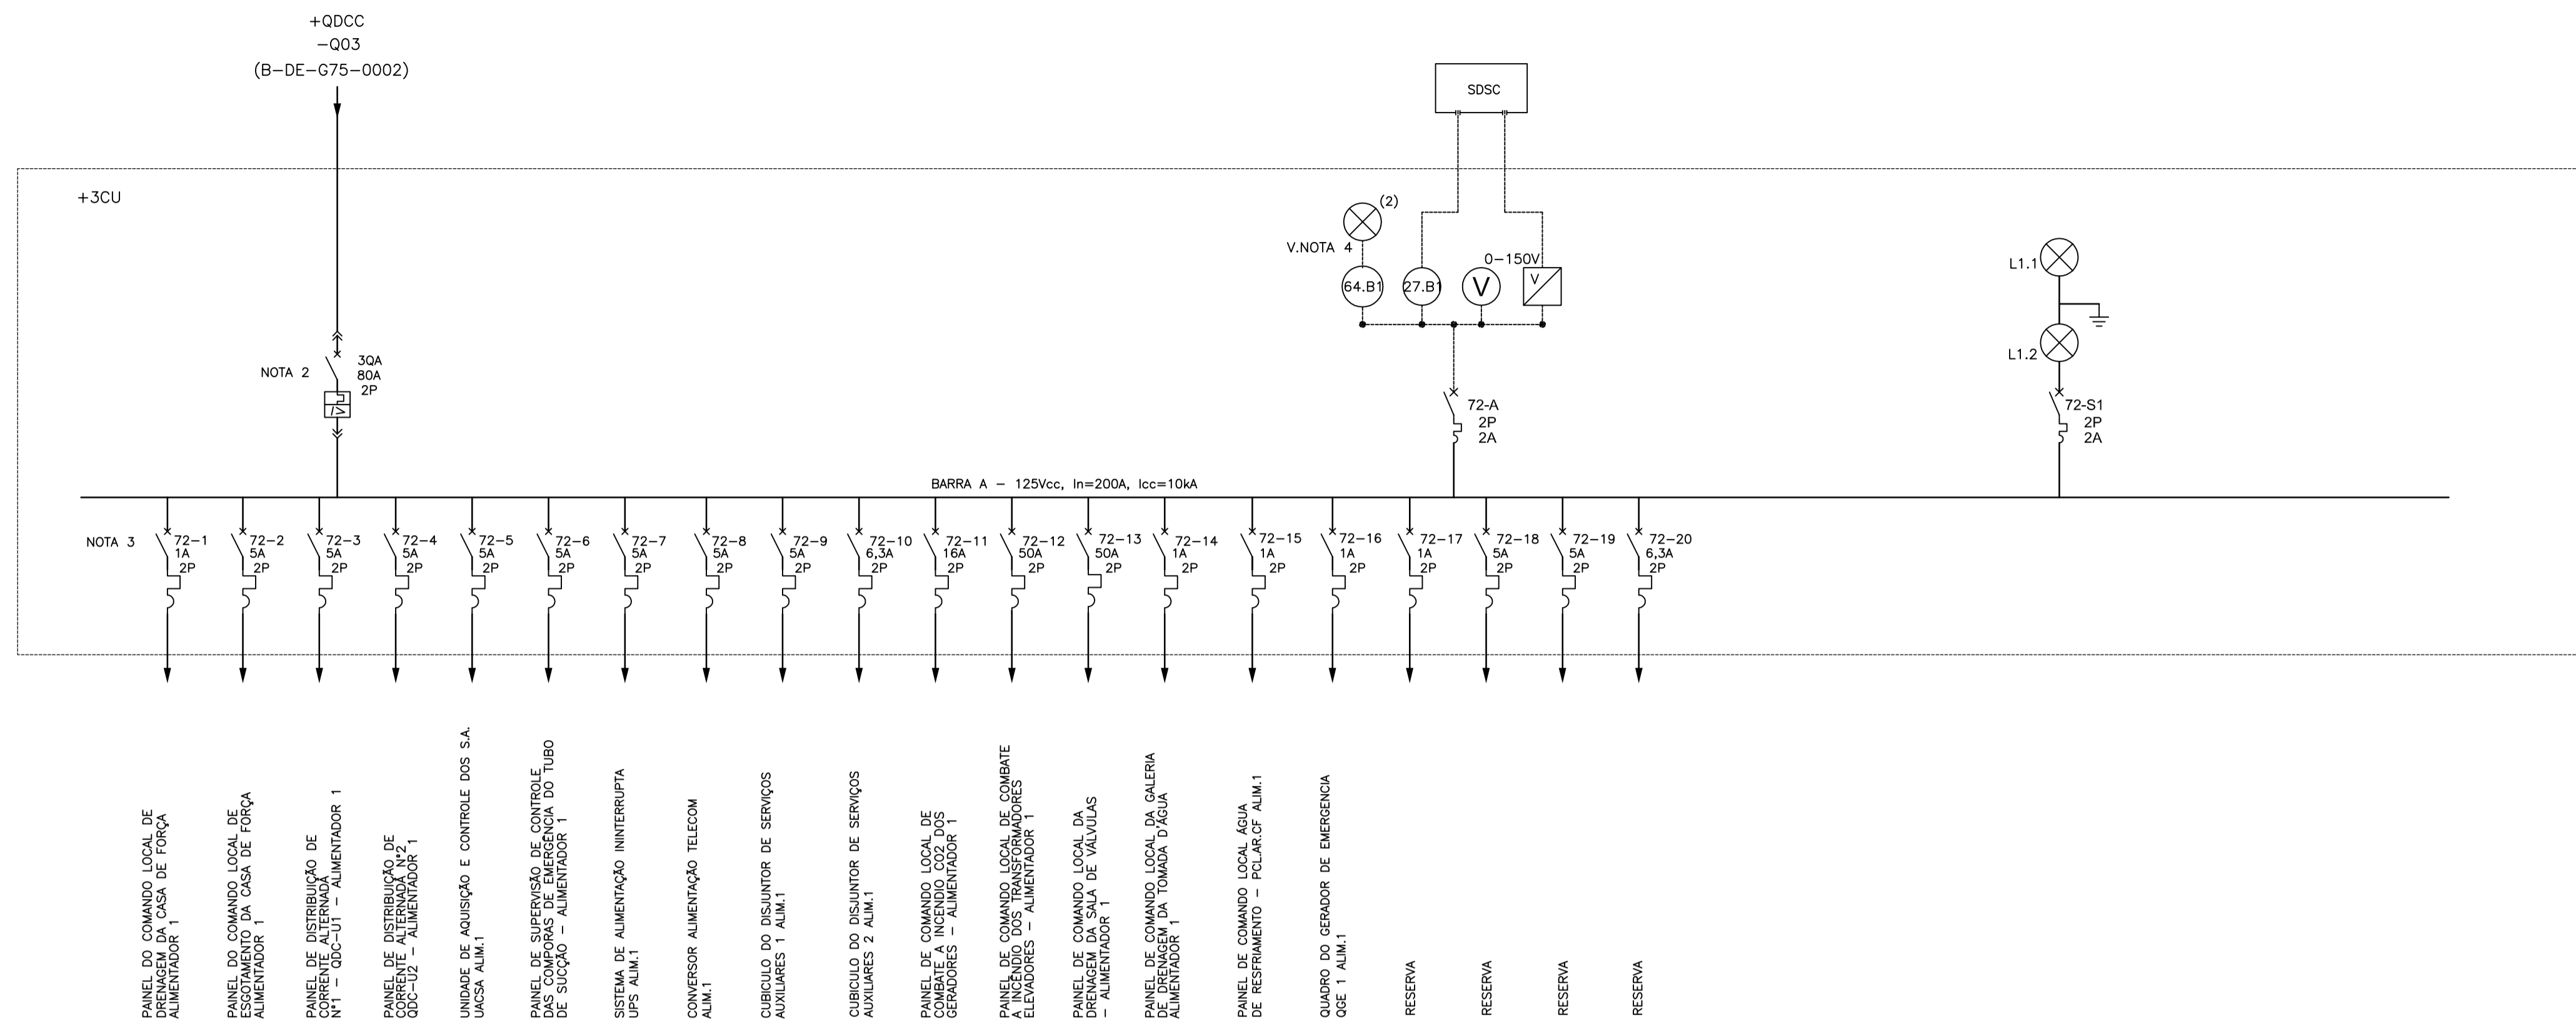 +QDCC
-Q03
(B-DE-G75-0002)
SDSC
+3CU
(2)
V.NOTA 4
0-150V
64.B1
27.B1
V
V
L1.1
L1.2
NOTA 2
3QA
80A
2P
I>
72-A
2P
2A
72-S1
2P
2A
BARRA A - 125Vcc, In=200A, Icc=10kA
NOTA 3
72-1
1A
2P
72-2
5A
2P
72-3
5A
2P
72-4
5A
2P
72-5
5A
2P
72-6
5A
2P
72-7
5A
2P
72-8
5A
2P
72-9
5A
2P
72-10
6,3A
2P
72-11
16A
2P
72-12
50A
2P
72-13
50A
2P
72-14
1A
2P
72-15
1A
2P
72-16
1A
2P
72-17
1A
2P
72-18
5A
2P
72-19
5A
2P
72-20
6,3A
2P
PAINEL DO COMANDO LOCAL DE
DRENAGEM DA CASA DE FORÇA
ALIMENTADOR 1
PAINEL DO COMANDO LOCAL DE
ESGOTAMENTO DA CASA DE FORÇA
ALIMENTADOR 1
PAINEL DE DISTRIBUIÇÃO DE
CORRENTE ALTERNADA
N°1 - QDC-U1 - ALIMENTADOR 1
PAINEL DE DISTRIBUIÇÃO DE
CORRENTE ALTERNADA N°2
QDC-U2 - ALIMENTADOR 1
UNIDADE DE AQUISIÇÃO E CONTROLE DOS S.A.
UACSA ALIM.1
PAINEL DE SUPERVISÃO DE CONTROLE
DAS COMPORAS DE EMERGÊNCIA DO TUBO
DE SUCÇÃO - ALIMENTADOR 1
SISTEMA DE ALIMENTAÇÃO ININTERRUPTA
UPS ALIM.1
CONVERSOR ALIMENTAÇÃO TELECOM
ALIM.1
CUBICULO DO DISJUNTOR DE SERVIÇOS
AUXILIARES 1 ALIM.1
CUBICULO DO DISJUNTOR DE SERVIÇOS
AUXILIARES 2 ALIM.1
PAINEL DE COMANDO LOCAL DE
COMBATE A INCENDIO CO2 DOS
GERADORES - ALIMENTADOR 1
PAINEL DE COMANDO LOCAL DE COMBATE
A INCÊNDIO DOS TRANSFORMADORES
ELEVADORES - ALIMENTADOR 1
PAINEL DE COMANDO LOCAL DA
DRENAGEM DA SALA DE VÁLVULAS
- ALIMENTADOR 1
PAINEL DE COMANDO LOCAL DA GALERIA
DE DRENAGEM DA TOMADA D'ÁGUA
ALIMENTADOR 1
PAINEL DE COMANDO LOCAL ÁGUA
DE RESFRIAMENTO - PCL.AR.CF ALIM.1
QUADRO DO GERADOR DE EMERGENCIA
QGE 1 ALIM.1
RESERVA
RESERVA
RESERVA
RESERVA